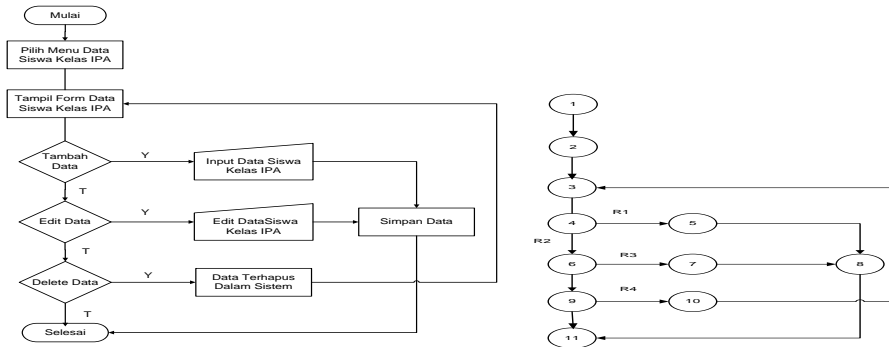 Mulai
Pilih Menu Data
Siswa Kelas IPA
Tampil Form Data
Siswa Kelas IPA
Tambah
Data
Y
Input Data Siswa
Kelas IPA
T
Edit Data
Y
Edit DataSiswa
Kelas IPA
Simpan Data
T
Delete Data
Y
Data Terhapus
Dalam Sistem
T
Selesai
1
2
3
4
R1
5
R2
6
R3
7
8
9
R4
10
11